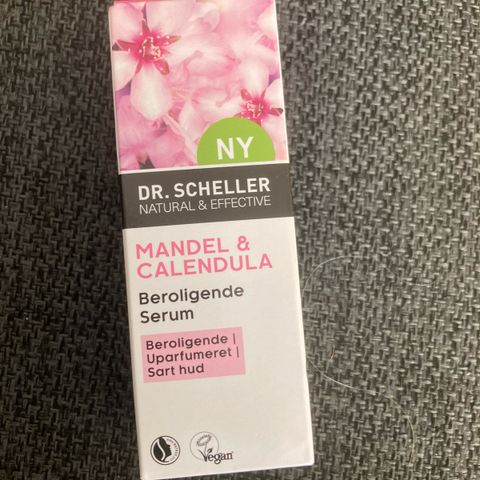 NY
DR. SCHELLER
NATURAL & EFFECTIVE
MANDEL &
CALENDULA
Beroligende
Serum
Beroligende |
Uparfumeret |
Sart hud
Vegan